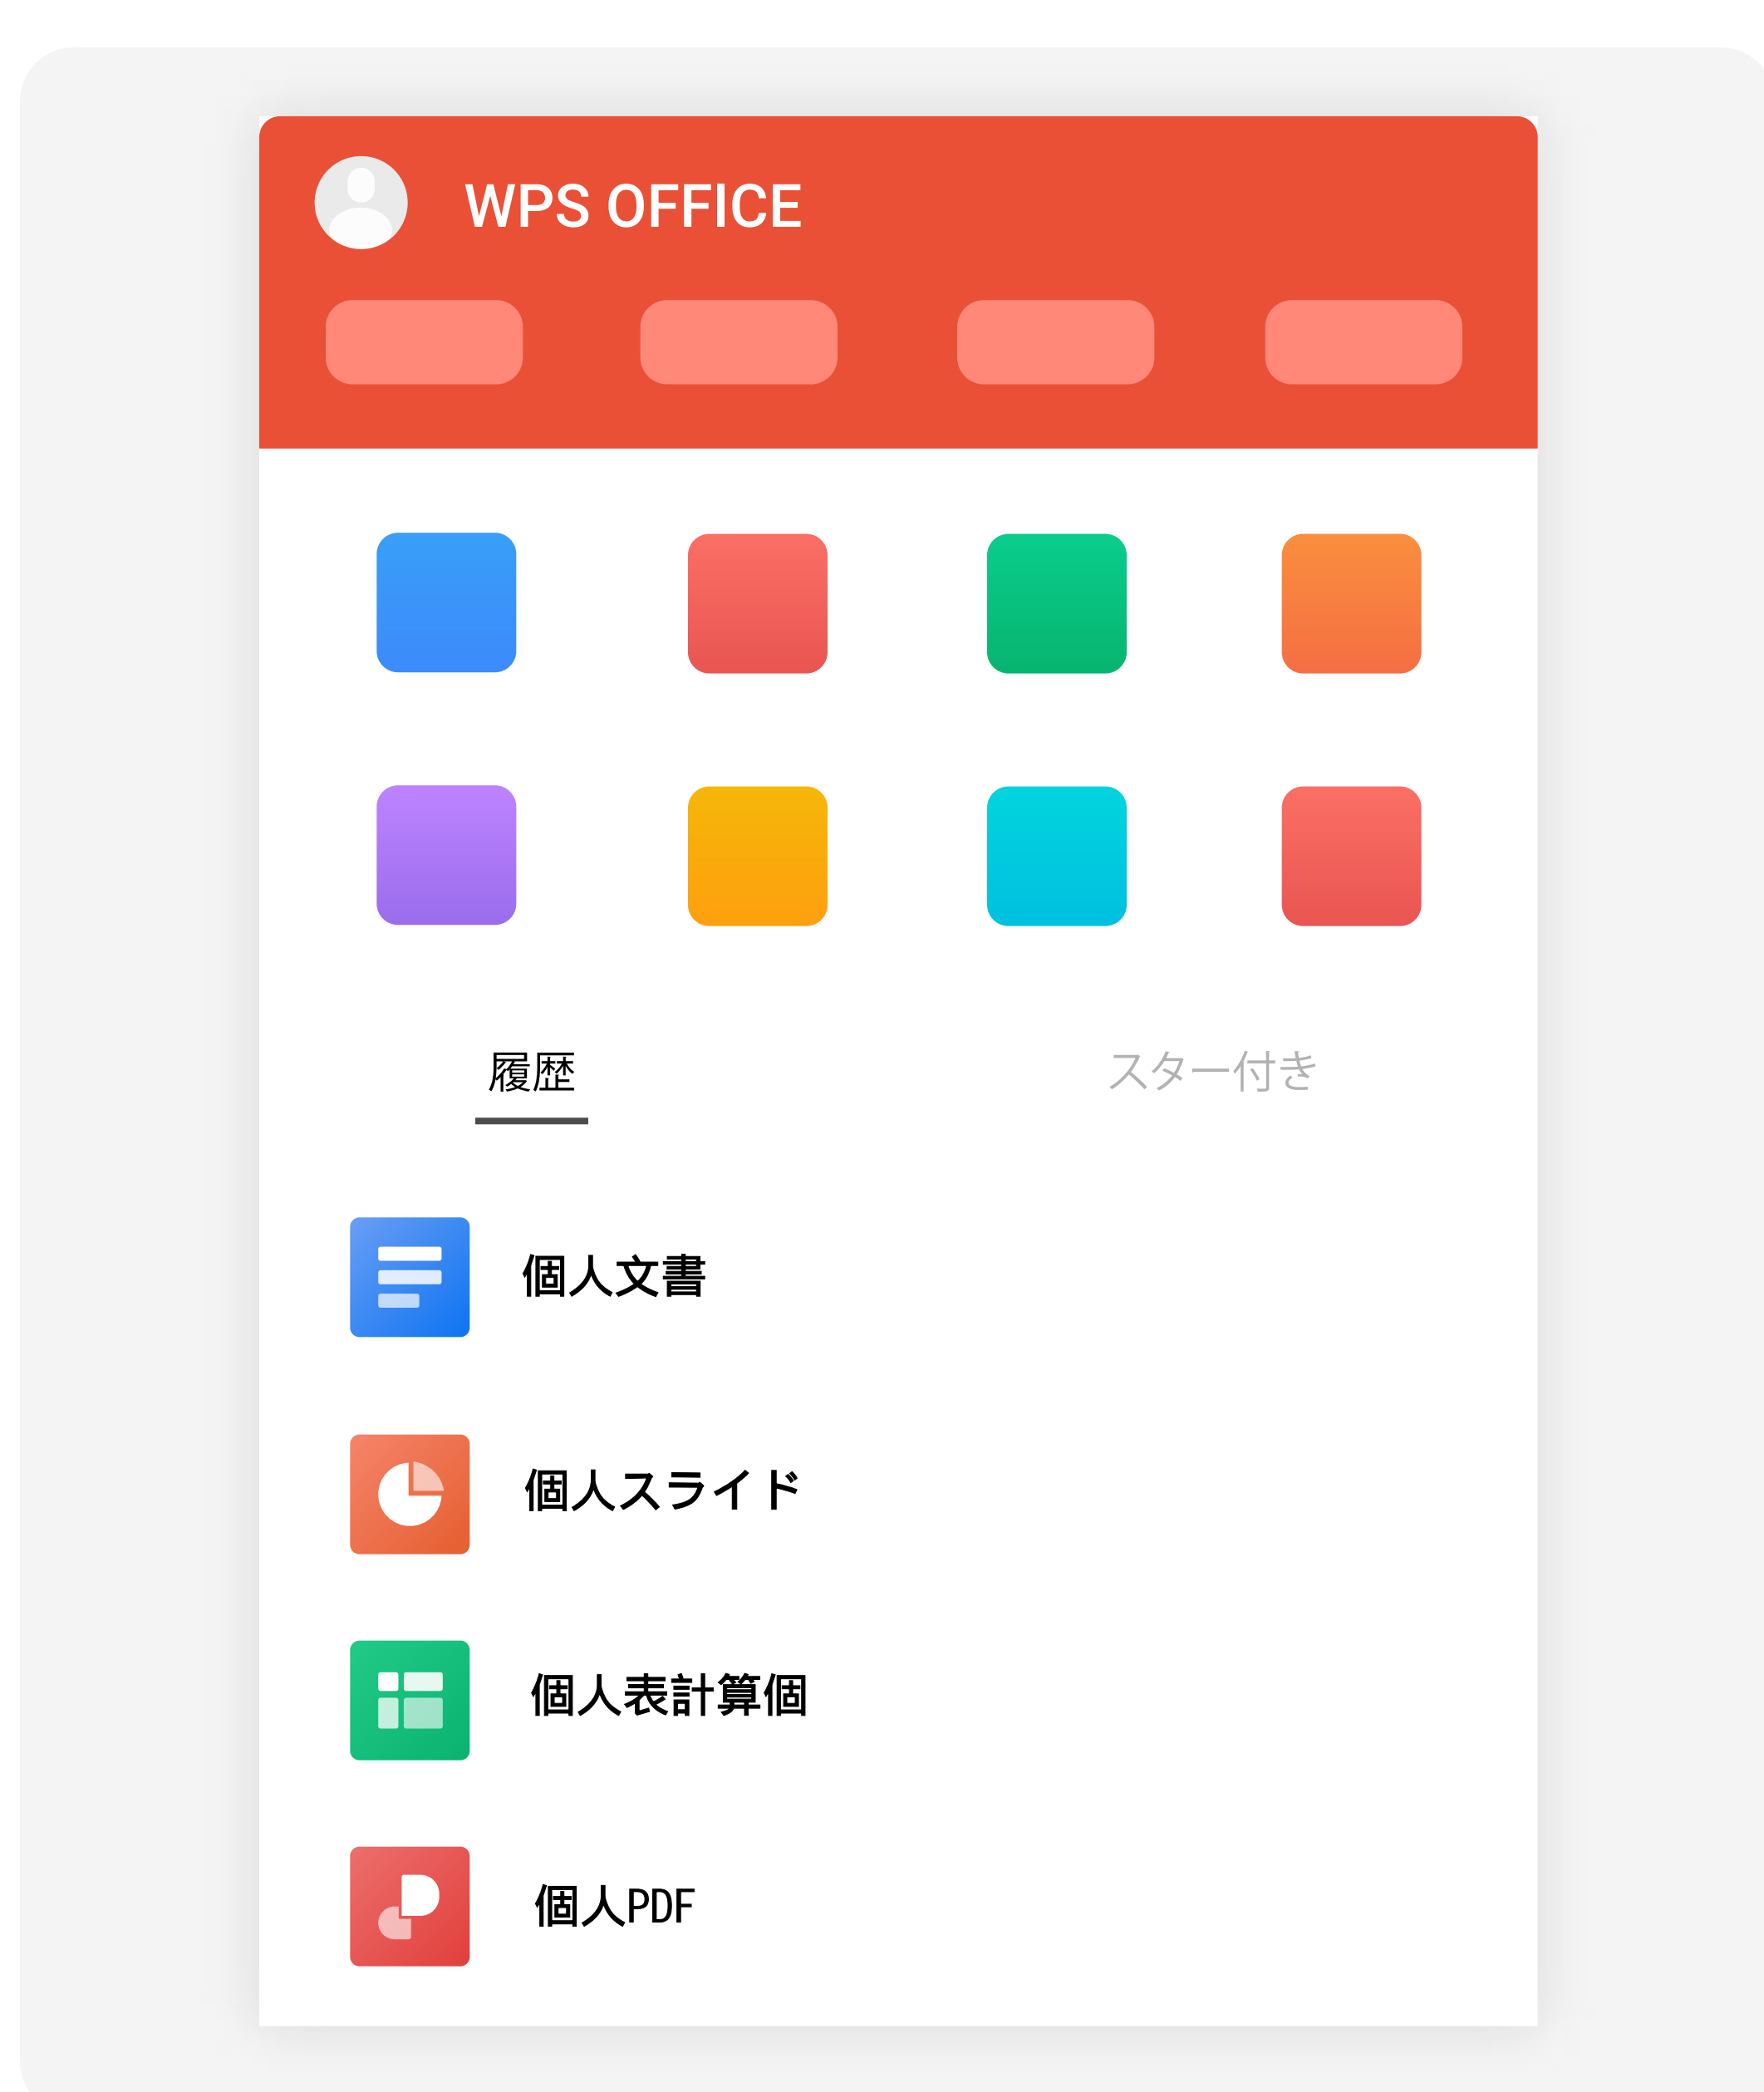 WPS OFFICE
履歴
スター付き
個人文書
個人スライド
個人表計算個
個人PDF